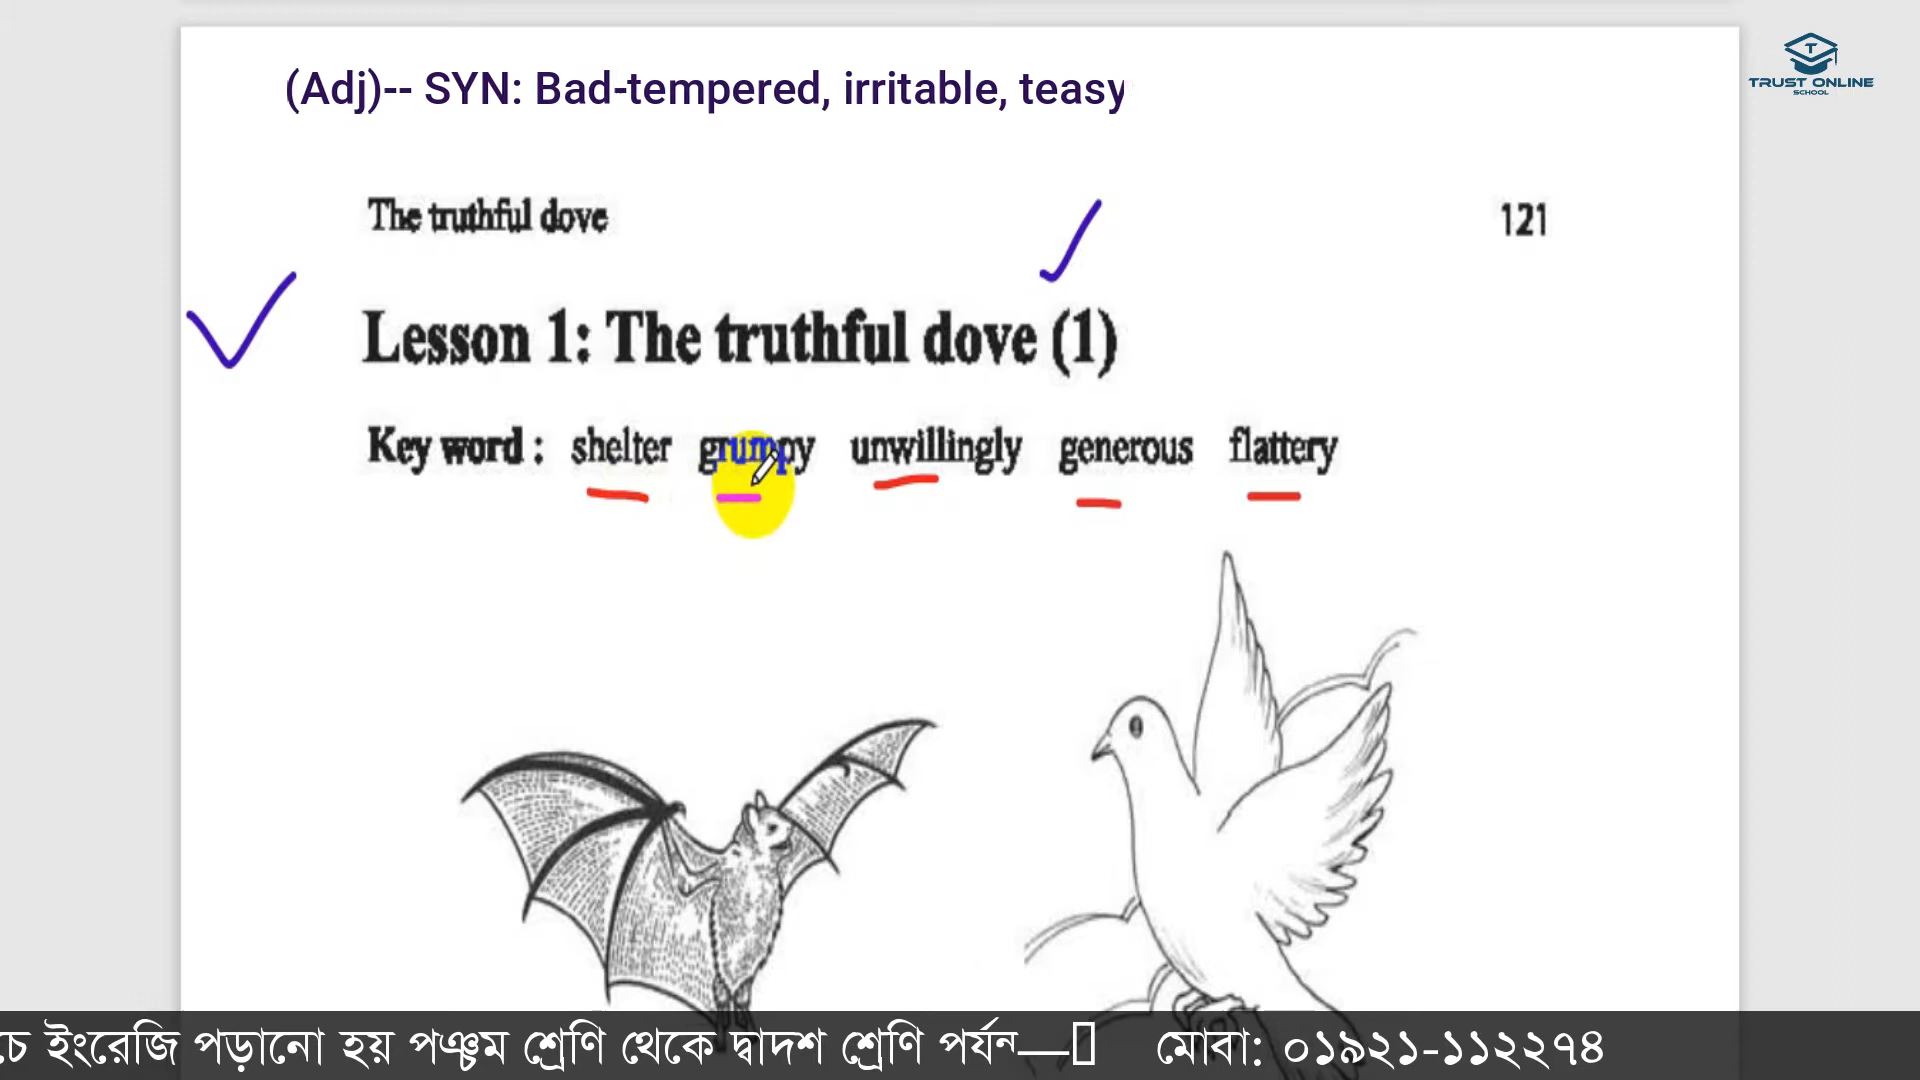 (Adj)-- SYN: Bad-tempered, irritable, teasy
T
TRUST ONLINE
SCHOOL
The truthful dove
121
Lesson 1: The truthful dove (1)
Key word : shelter grumpy unwillingly generous flattery
ইংরেজি পড়ানো হয় পঞ্চম শ্রেণি থেকে দ্বাদশ শ্রেণি পর্যন— মোবা: ০১৯২১-১১২২৭৪